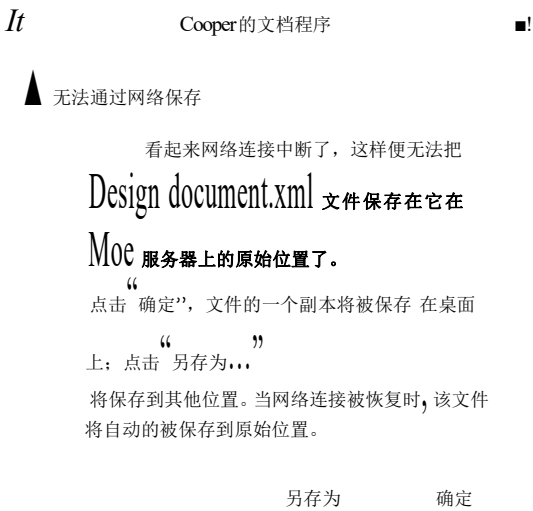 It Cooper的文档程序 ■!
▲ 无法通过网络保存
看起来网络连接中断了，这样便无法把
Design document.xml 文件保存在它在
Moe 服务器上的原始位置了。
点击“确定”，文件的一个副本将被保存 在桌面
上；点击“另存为...”
将保存到其他位置。当网络连接被恢复时，该文件
将自动的被保存到原始位置。
另存为 确定